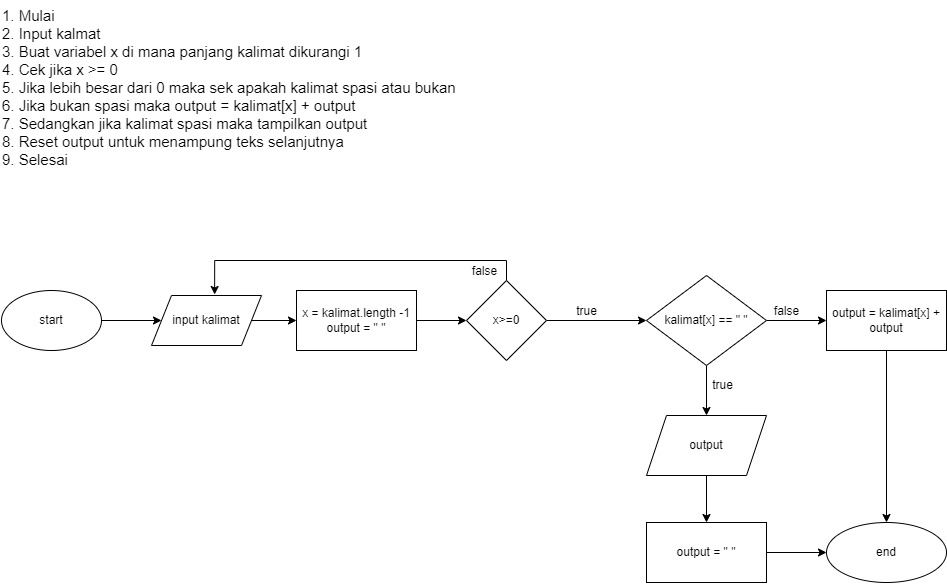 1. Mulai
2. Input kalmat
3. Buat variabel x di mana panjang kalimat dikurangi 1
4. Cek jika x >= 0
5. Jika lebih besar dari 0 maka sek apakah kalimat spasi atau bukan
6. Jika bukan spasi maka output = kalimat[x] + output
7. Sedangkan jika kalimat spasi maka tampilkan output
8. Reset output untuk menampung teks selanjutnya
9. Selesai
false
start
input kalimat
x = kalimat.length -1
output = " "
x>=0
true
kalimat[x] == " "
false
output = kalimat[x] +
output
true
output
output = " "
end